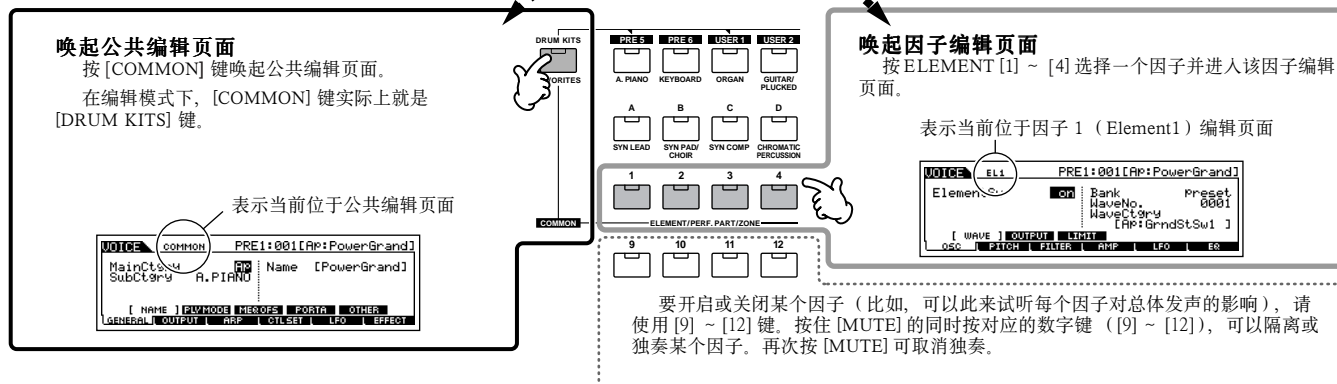 唤起公共编辑页面
按 [COMMON] 键唤起公共编辑页面。
在编辑模式下，[COMMON] 键实际上就是
[DRUM KITS] 键。
表示当前位于公共编辑页面
VOICE COMMON PRE1:001[AP:PowerGrand]
MainCtgry AP Name [PowerGrand]
SubCtgry A.PIANO
[ NAME ] PLYMODE MEQOFS PORTA OTHER
GENERAL OUTPUT ARP CTLSET LFO EFFECT
DRUM KITS PRE 5 PRE 6 USER 1 USER 2
A. PIANO KEYBOARD ORGAN GUITAR/
PLUCKED
A B C D
SYN LEAD SYN PAD/ SYN COMP CHROMATIC
CHOIR PERCUSSION
1 2 3 4
COMMON ELEMENT/PERF. PART/ZONE
9 10 11 12
唤起因子编辑页面
按 ELEMENT [1] ~ [4] 选择一个因子并进入该因子编辑
页面。
表示当前位于因子 1 （Element1）编辑页面
VOICE EL1 PRE1:001[AP:PowerGrand]
on Bank Preset
WaveNo. 0001
WaveCtgry
[AP:GrndStSw1 ]
[ WAVE ] OUTPUT LIMIT
OSC PITCH FILTER AMP LFO EQ
要开启或关闭某个因子（比如，可以此来试听每个因子对总体发声的影响），请
使用 [9] ~ [12] 键。按住 [MUTE] 的同时按对应的数字键 （[9] ~ [12]），可以隔离或
独奏某个因子。再次按 [MUTE] 可取消独奏。